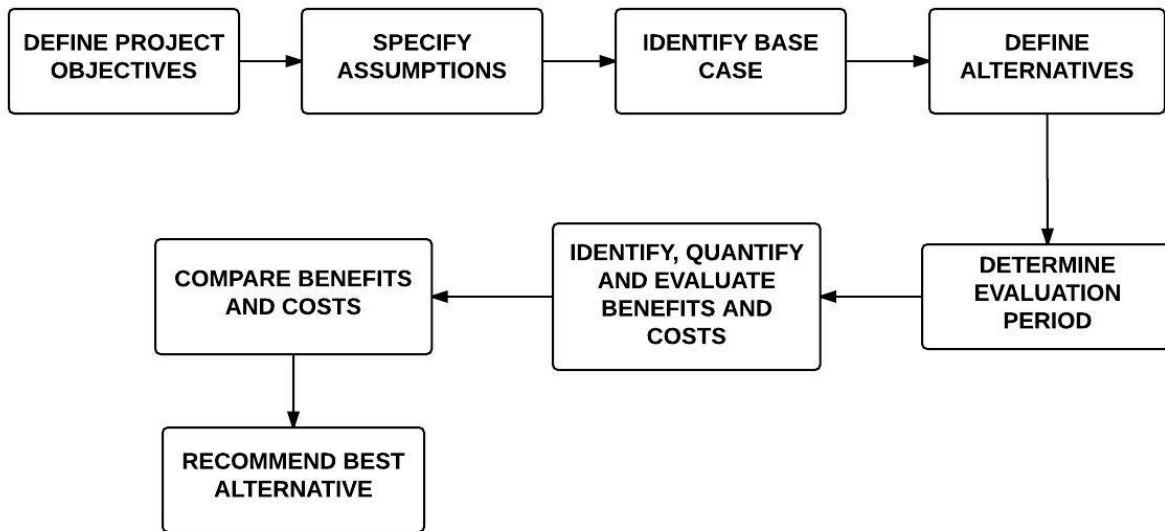 DEFINE PROJECT
OBJECTIVES
SPECIFY
ASSUMPTIONS
IDENTIFY BASE
CASE
DEFINE
ALTERNATIVES
DETERMINE
EVALUATION
PERIOD
IDENTIFY, QUANTIFY
AND EVALUATE
BENEFITS AND
COSTS
COMPARE BENEFITS
AND COSTS
RECOMMEND BEST
ALTERNATIVE